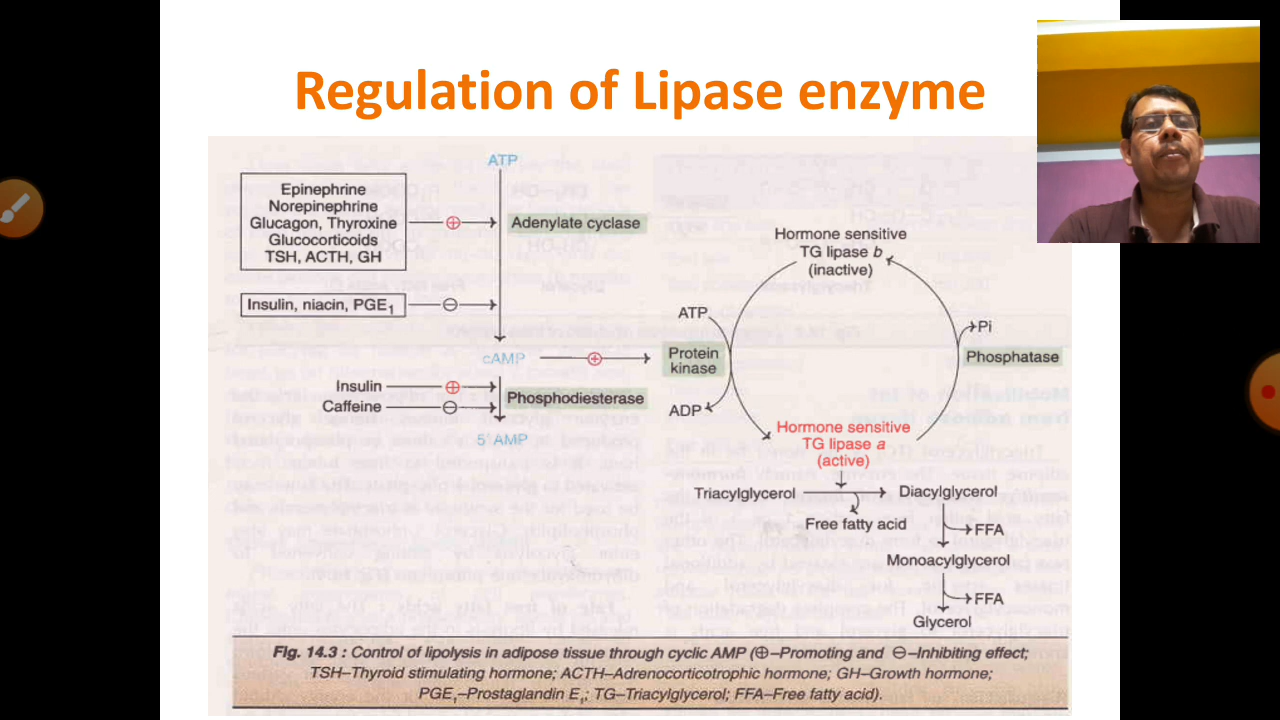 Regulation of Lipase enzyme
ATP
Epinephrine
Norepinephrine
Glucagon, Thyroxine
Glucocorticoids
TSH, ACTH, GH
⊕
Adenylate cyclase
Insulin, niacin, PGE₁
⊖
cAMP
⊕
Insulin
⊕
Caffeine
⊖
Phosphodiesterase
5' AMP
Hormone sensitive
TG lipase b
(inactive)
ATP
Protein
kinase
ADP
Pi
Phosphatase
Hormone sensitive
TG lipase a
(active)
Triacylglycerol
Diacylglycerol
Free fatty acid
FFA
Monoacylglycerol
FFA
Glycerol
Fig. 14.3 : Control of lipolysis in adipose tissue through cyclic AMP (⊕–Promoting and ⊖–Inhibiting effect;
TSH–Thyroid stimulating hormone; ACTH–Adrenocorticotrophic hormone; GH–Growth hormone;
PGE₁–Prostaglandin E₁; TG–Triacylglycerol; FFA–Free fatty acid).